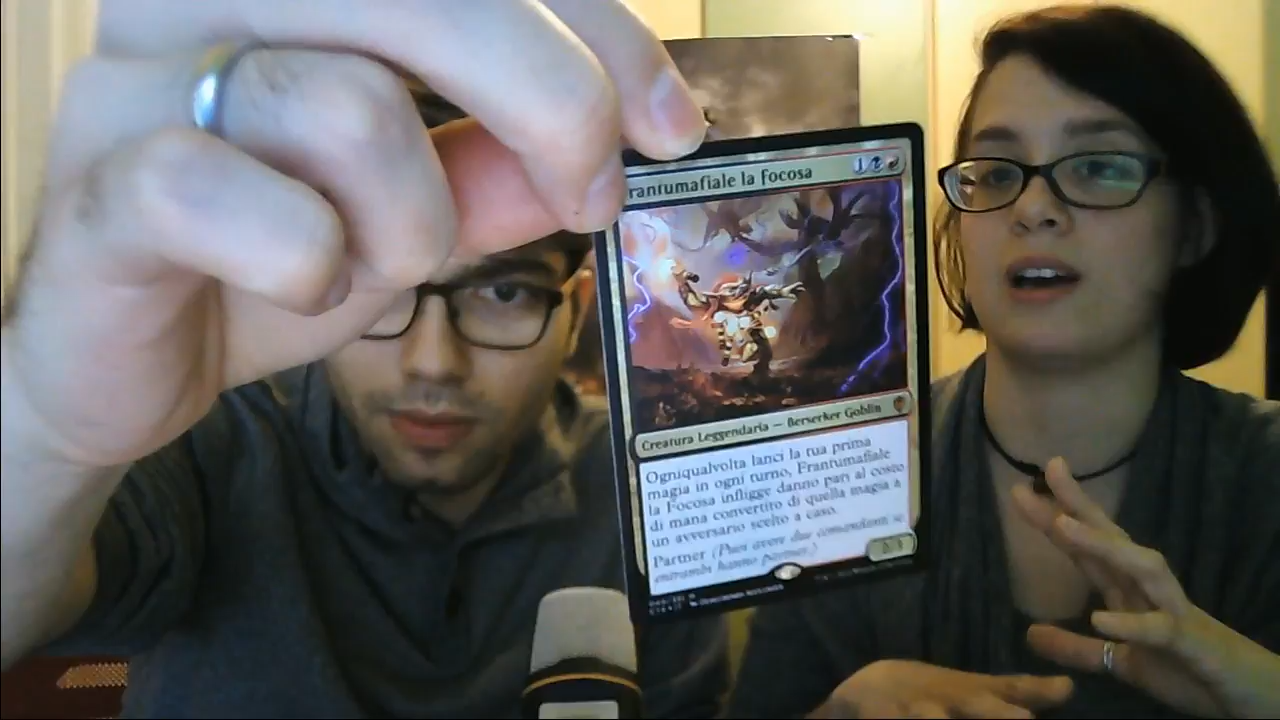 Frantumafiale la Focosa
1
Creatura Leggendaria — Berserker Goblin
Ogniqualvolta lanci la tua prima
magia in ogni turno, Frantumafiale
la Focosa infligge danno pari al costo
di mana convertito di quella magia a
un avversario scelto a caso.
Partner (Puoi avere due comandanti se
entrambi hanno partner.)